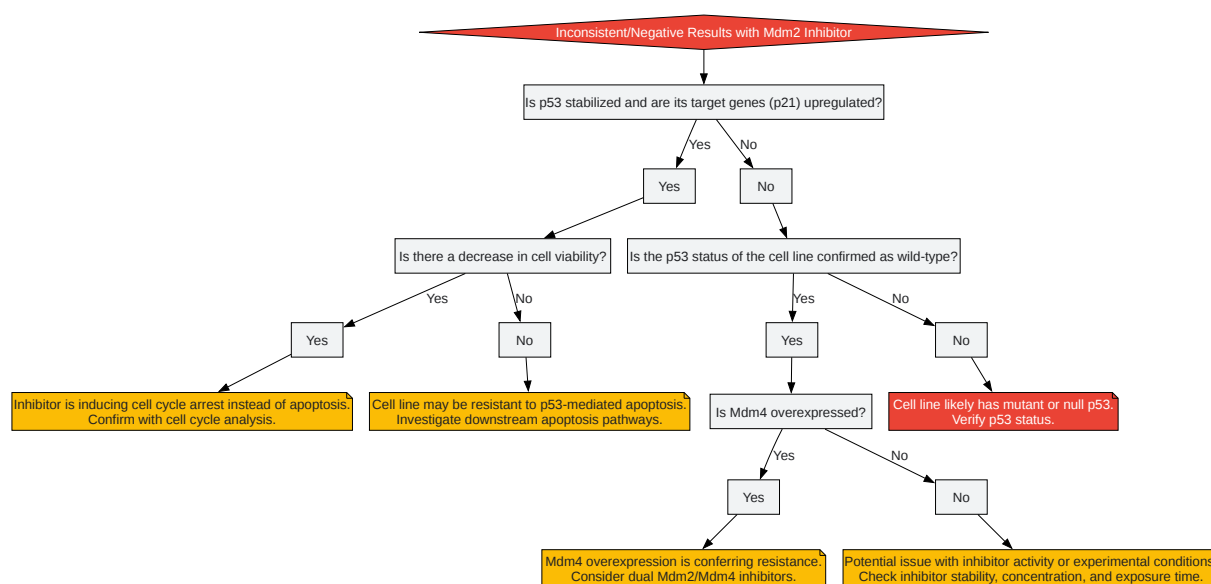 Inconsistent/Negative Results with Mdm2 Inhibitor
Is p53 stabilized and are its target genes (p21) upregulated?
Yes
No
Yes
No
Is there a decrease in cell viability?
Is the p53 status of the cell line confirmed as wild-type?
Yes
No
Yes
No
Yes
No
Yes
No
Inhibitor is inducing cell cycle arrest instead of apoptosis.
Confirm with cell cycle analysis.
Cell line may be resistant to p53-mediated apoptosis.
Investigate downstream apoptosis pathways.
Is Mdm4 overexpressed?
Cell line likely has mutant or null p53.
Verify p53 status.
Yes
No
Yes
No
Mdm4 overexpression is conferring resistance.
Consider dual Mdm2/Mdm4 inhibitors.
Potential issue with inhibitor activity or experimental conditions
Check inhibitor stability, concentration, and exposure time.